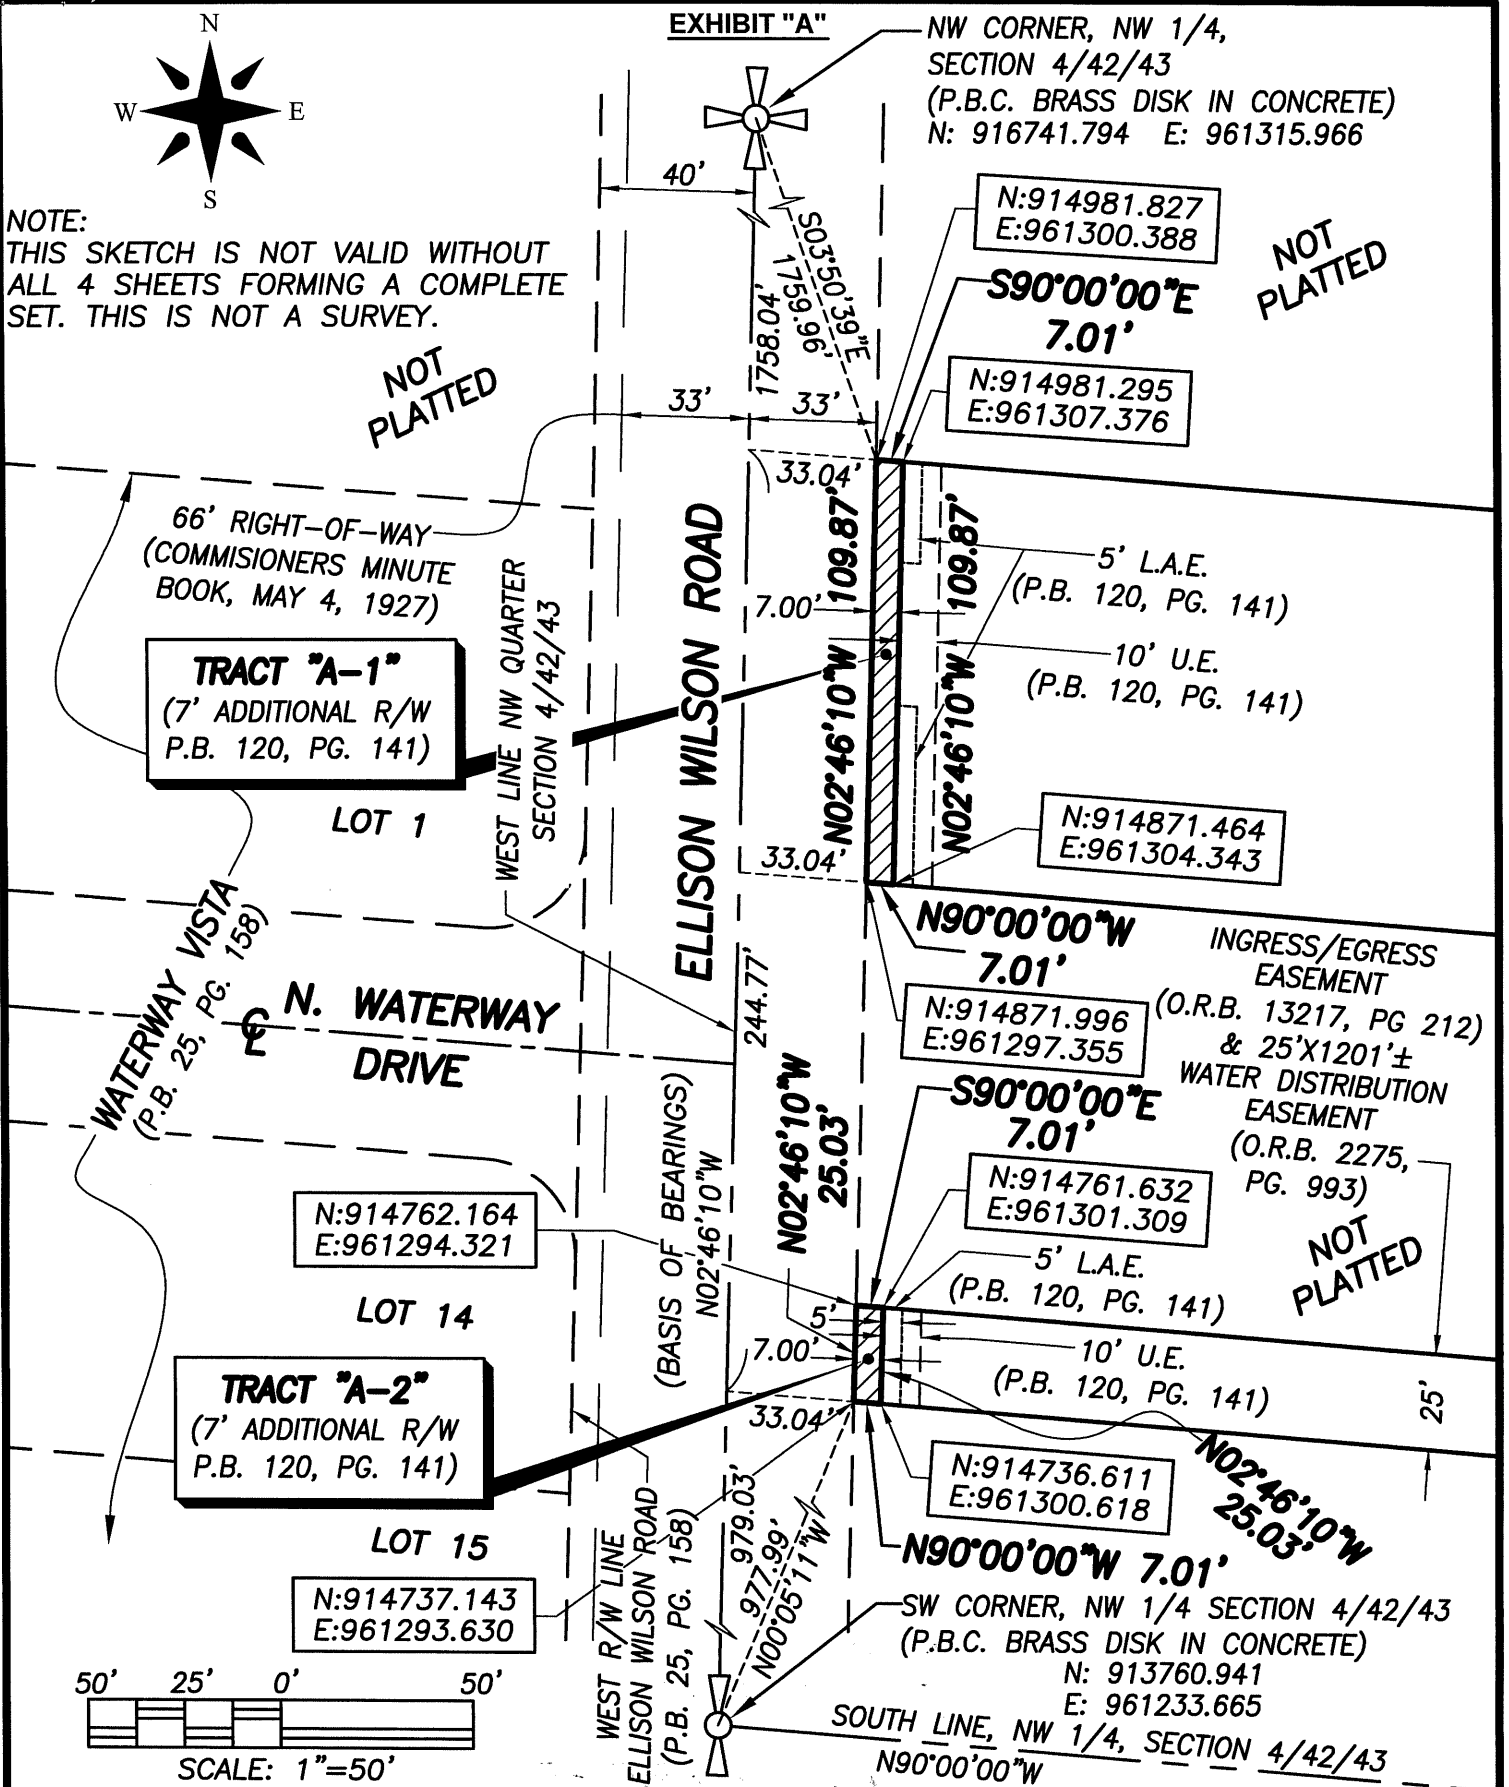 EXHIBIT "A"
N
W
E
S
NW CORNER, NW 1/4,
SECTION 4/42/43
(P.B.C. BRASS DISK IN CONCRETE)
N: 916741.794 E: 961315.966
NOTE:
THIS SKETCH IS NOT VALID WITHOUT
ALL 4 SHEETS FORMING A COMPLETE
SET. THIS IS NOT A SURVEY.
40'
N:914981.827
E:961300.388
NOT
PLATTED
S03°50'39"E
1759.96'
1758.04'
S90°00'00"E
7.01'
NOT
PLATTED
N:914981.295
E:961307.376
33'
33'
33.04'
66' RIGHT-OF-WAY
(COMMISIONERS MINUTE
BOOK, MAY 4, 1927)
WEST LINE NW QUARTER
SECTION 4/42/43
ELLISON WILSON ROAD
N02°46'10"W 109.87'
N02°46'10"W 109.87'
7.00'
5' L.A.E.
(P.B. 120, PG. 141)
10' U.E.
(P.B. 120, PG. 141)
TRACT "A-1"
(7' ADDITIONAL R/W
P.B. 120, PG. 141)
LOT 1
33.04'
N:914871.464
E:961304.343
N90°00'00"W
7.01'
N:914871.996
E:961297.355
INGRESS/EGRESS
EASEMENT
(O.R.B. 13217, PG 212)
& 25'X1201'±
WATER DISTRIBUTION
EASEMENT
(O.R.B. 2275,
PG. 993)
WATERWAY VISTA
(P.B. 25, PG. 158)
℄ N. WATERWAY
DRIVE
244.77'
(BASIS OF BEARINGS)
N02°46'10"W
N02°46'10"W
25.03'
S90°00'00"E
7.01'
N:914761.632
E:961301.309
N:914762.164
E:961294.321
5' L.A.E.
(P.B. 120, PG. 141)
NOT
PLATTED
LOT 14
5'
7.00'
10' U.E.
(P.B. 120, PG. 141)
25'
TRACT "A-2"
(7' ADDITIONAL R/W
P.B. 120, PG. 141)
33.04'
N:914736.611
E:961300.618
N02°46'10"W
25.03'
LOT 15
N:914737.143
E:961293.630
WEST R/W LINE
ELLISON WILSON ROAD
(P.B. 25, PG. 158)
979.03'
977.99'
N00°05'11"W
N90°00'00"W 7.01'
SW CORNER, NW 1/4 SECTION 4/42/43
(P.B.C. BRASS DISK IN CONCRETE)
N: 913760.941
E: 961233.665
SOUTH LINE, NW 1/4, SECTION 4/42/43
N90°00'00"W
50' 25' 0' 50'
SCALE: 1"=50'